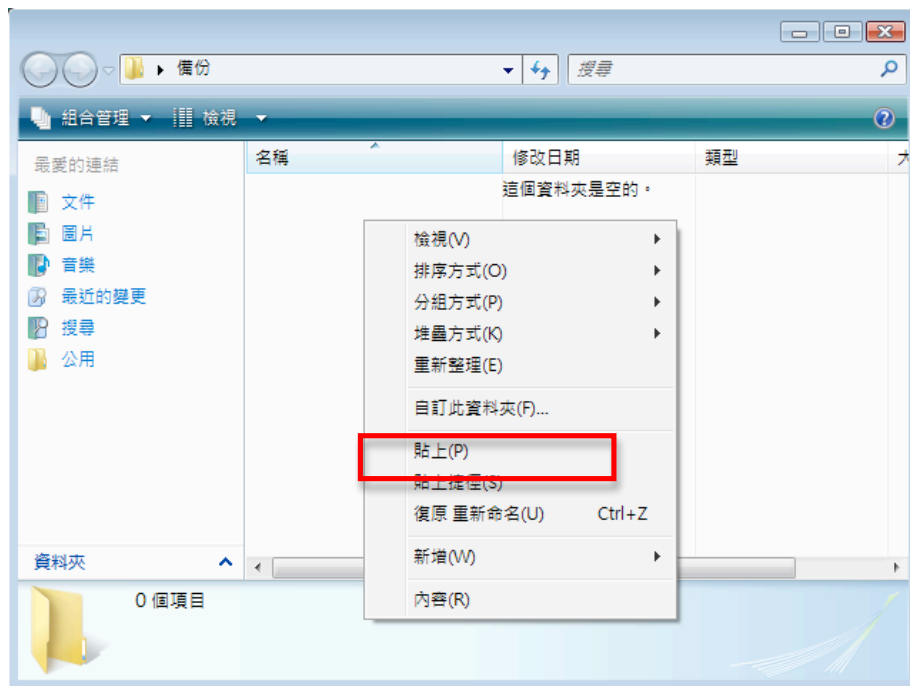 備份
搜尋
組合管理 檢視
最愛的連結
文件
圖片
音樂
最近的變更
搜尋
公用
資料夾
名稱 修改日期 類型 大
這個資料夾是空的。
檢視(V)
排序方式(O)
分組方式(P)
堆疊方式(K)
重新整理(E)
自訂此資料夾(F)...
貼上(P)
貼上捷徑(S)
復原 重新命名(U) Ctrl+Z
新增(W)
內容(R)
0 個項目